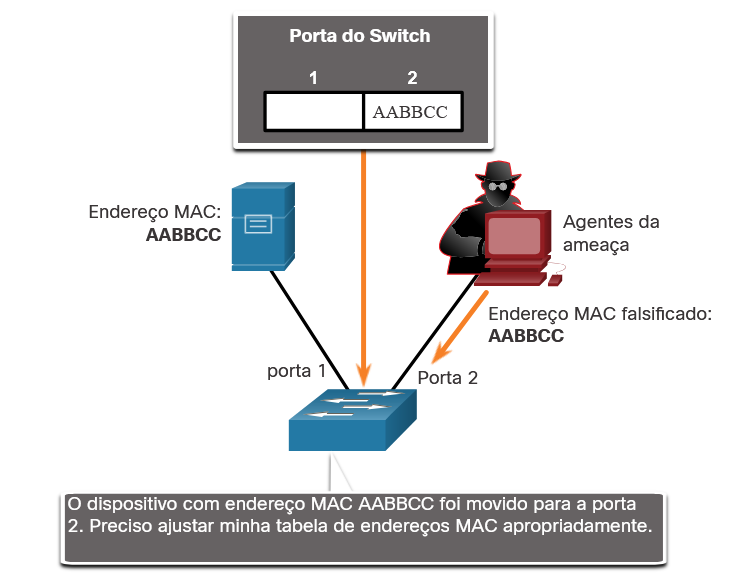 Porta do Switch
1 2
AABBCC
Endereço MAC:
AABBCC
Agentes da
ameaça
Endereço MAC falsificado:
AABBCC
porta 1
Porta 2
O dispositivo com endereço MAC AABBCC foi movido para a porta
2. Preciso ajustar minha tabela de endereços MAC apropriadamente.